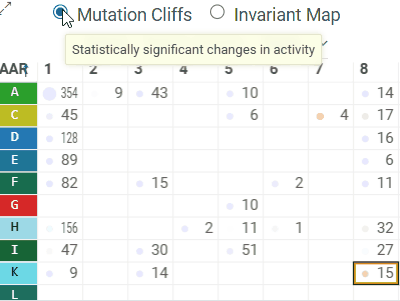 Mutation Cliffs Invariant Map
Statistically significant changes in activity
AAR 1 2 3 4 5 6 7 8
A 354 9 43 10 14
C 45 6 4 17
D 128 16
E 89 6
F 82 15 2 11
G 10
H 156 2 11 1 32
I 47 30 51 27
K 9 14 15
L